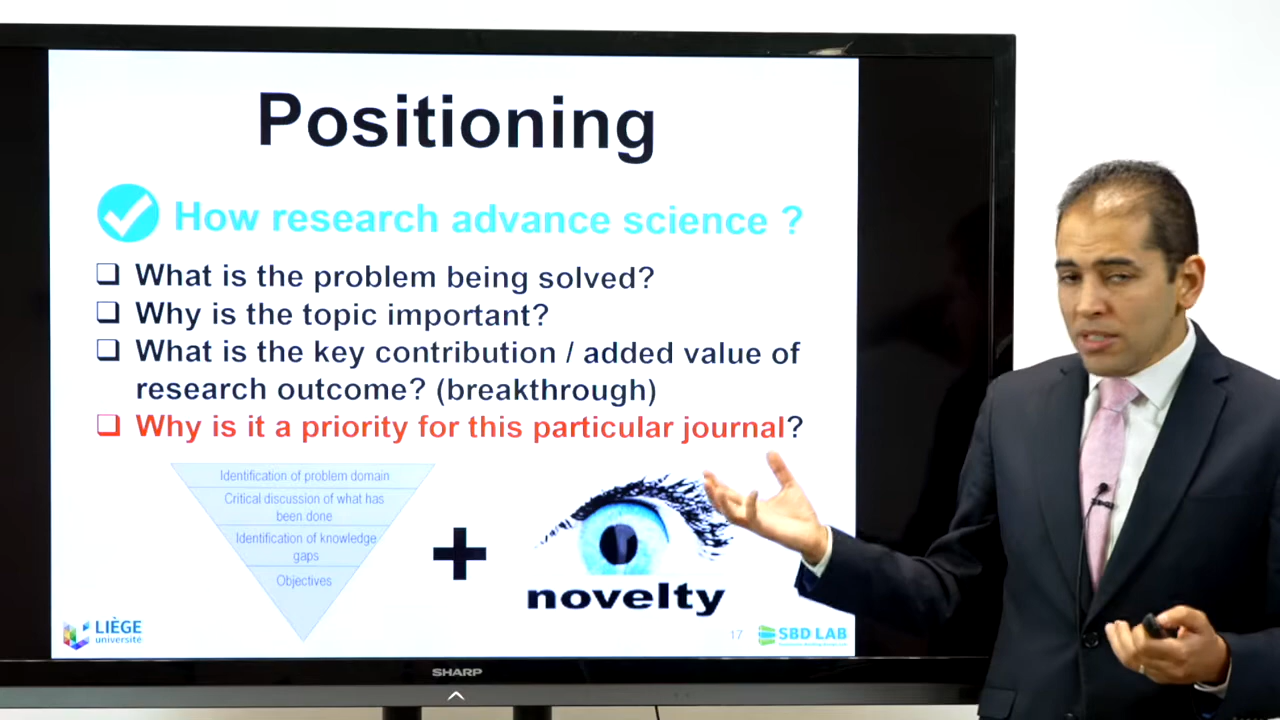 Positioning
How research advance science ?
❑ What is the problem being solved?
❑ Why is the topic important?
❑ What is the key contribution / added value of
research outcome? (breakthrough)
❑ Why is it a priority for this particular journal?
Identification of problem domain
Critical discussion of what has
been done
Identification of knowledge
gaps
Objectives
+
novelty
LIÈGE
université
17
SBD LAB
SHARP